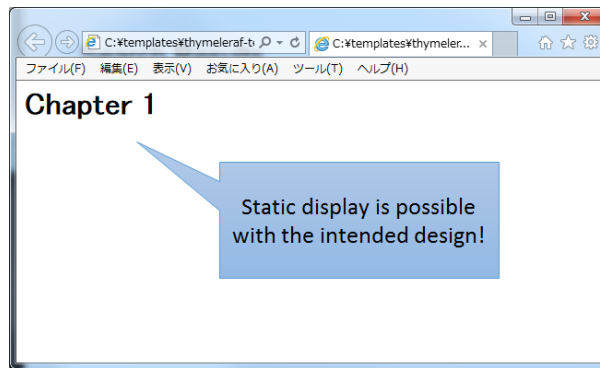 C:¥templates¥thymeleraf-t
C:¥templates¥thymeler...
ファイル(F) 編集(E) 表示(V) お気に入り(A) ツール(T) ヘルプ(H)
Chapter 1
Static display is possible
with the intended design!